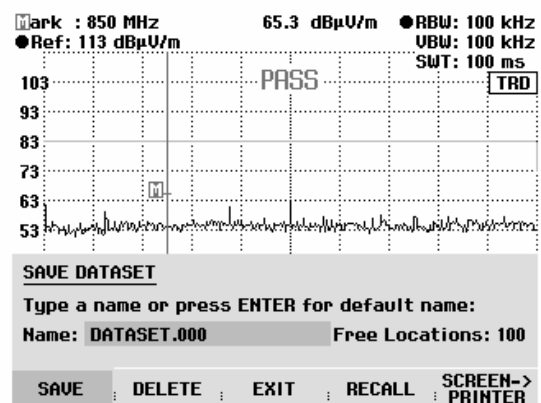 Mark : 850 MHz 65.3 dBµV/m ●RBW: 100 kHz
●Ref: 113 dBµV/m VBW: 100 kHz
SWT: 100 ms
PASS
TRD
103
93
83
73
M
63
53
SAVE DATASET
Type a name or press ENTER for default name:
Name: DATASET.000 Free Locations: 100
SAVE DELETE EXIT RECALL SCREEN-> PRINTER